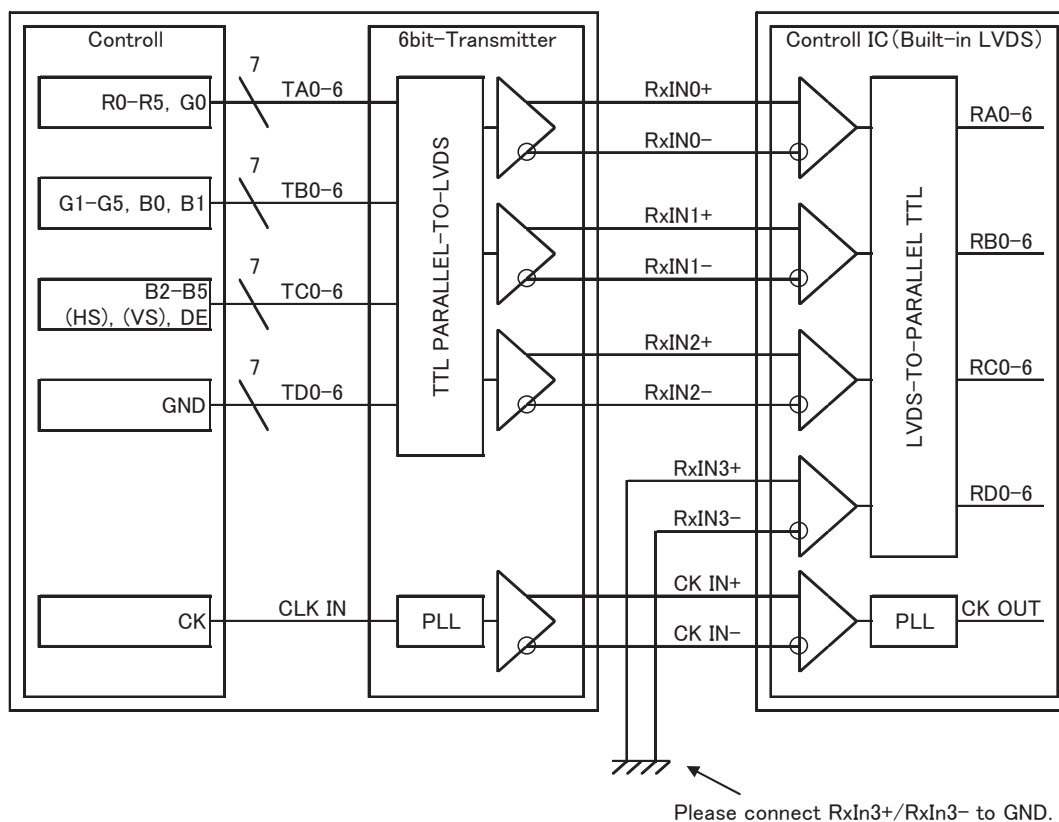 Controll
6bit-Transmitter
Controll IC(Built-in LVDS)
7
R0-R5, G0
TA0-6
RxIN0+
RA0-6
RxIN0-
7
G1-G5, B0, B1
TB0-6
RxIN1+
RB0-6
RxIN1-
7
B2-B5
(HS), (VS), DE
TC0-6
RxIN2+
RC0-6
RxIN2-
7
GND
TD0-6
TTL PARALLEL-TO-LVDS
LVDS-TO-PARALLEL TTL
RxIN3+
RD0-6
RxIN3-
CK
CLK IN
PLL
CK IN+
CK IN-
PLL
CK OUT
Please connect RxIn3+/RxIn3- to GND.